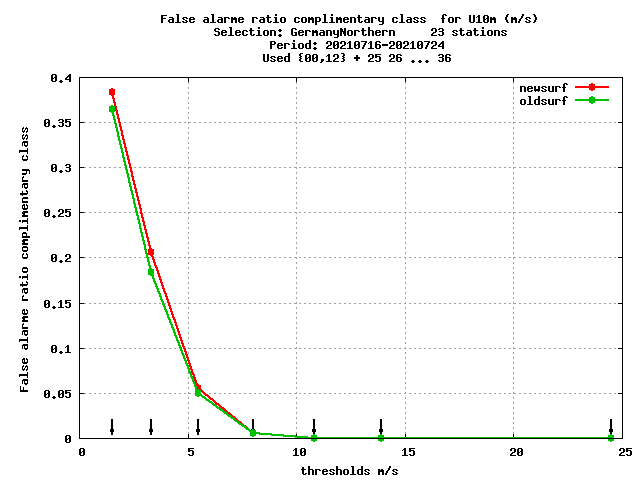 False alarme ratio complimentary class  for U10m (m/s)
Selection: GermanyNorthern     23 stations
Period: 20210716-20210724
Used {00,12} + 25 26 ... 36
newsurf
oldsurf
False alarme ratio complimentary class
0.4
0.35
0.3
0.25
0.2
0.15
0.1
0.05
0
0 5 10 15 20 25
thresholds m/s